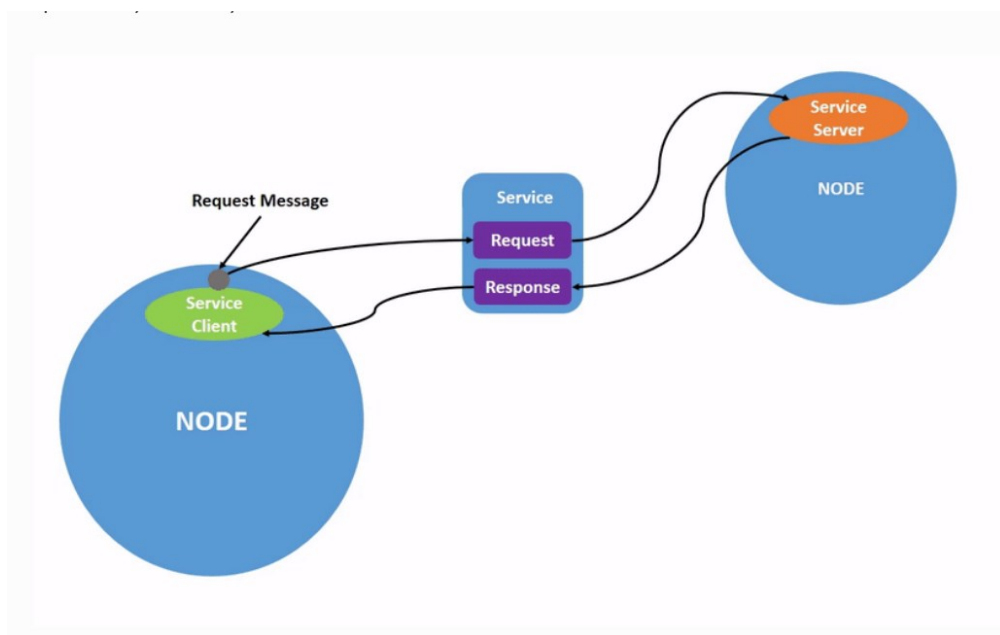 Service
Server
NODE
Service
Request Message
Request
Response
Service
Client
NODE